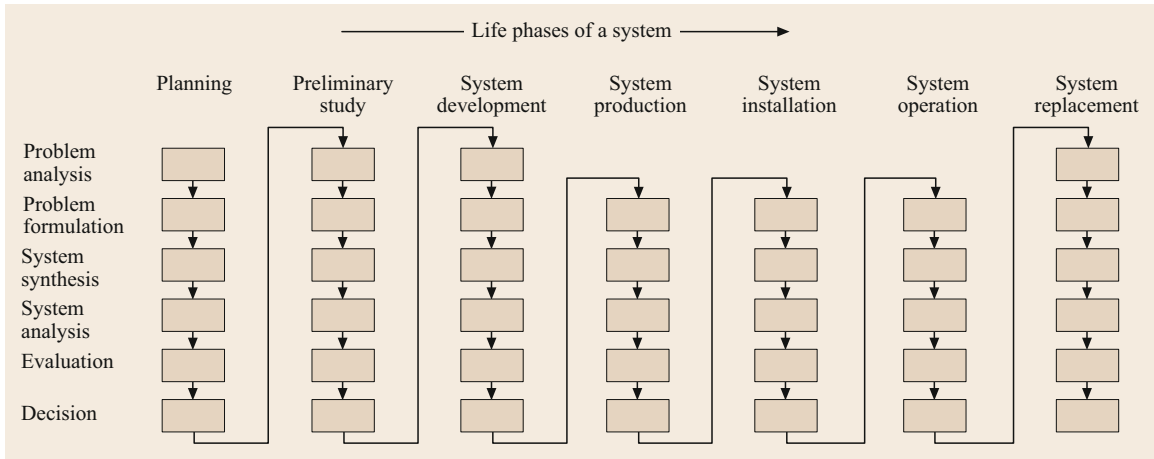 Life phases of a system
Planning
Preliminary
study
System
development
System
production
System
installation
System
operation
System
replacement
Problem
analysis
Problem
formulation
System
synthesis
System
analysis
Evaluation
Decision